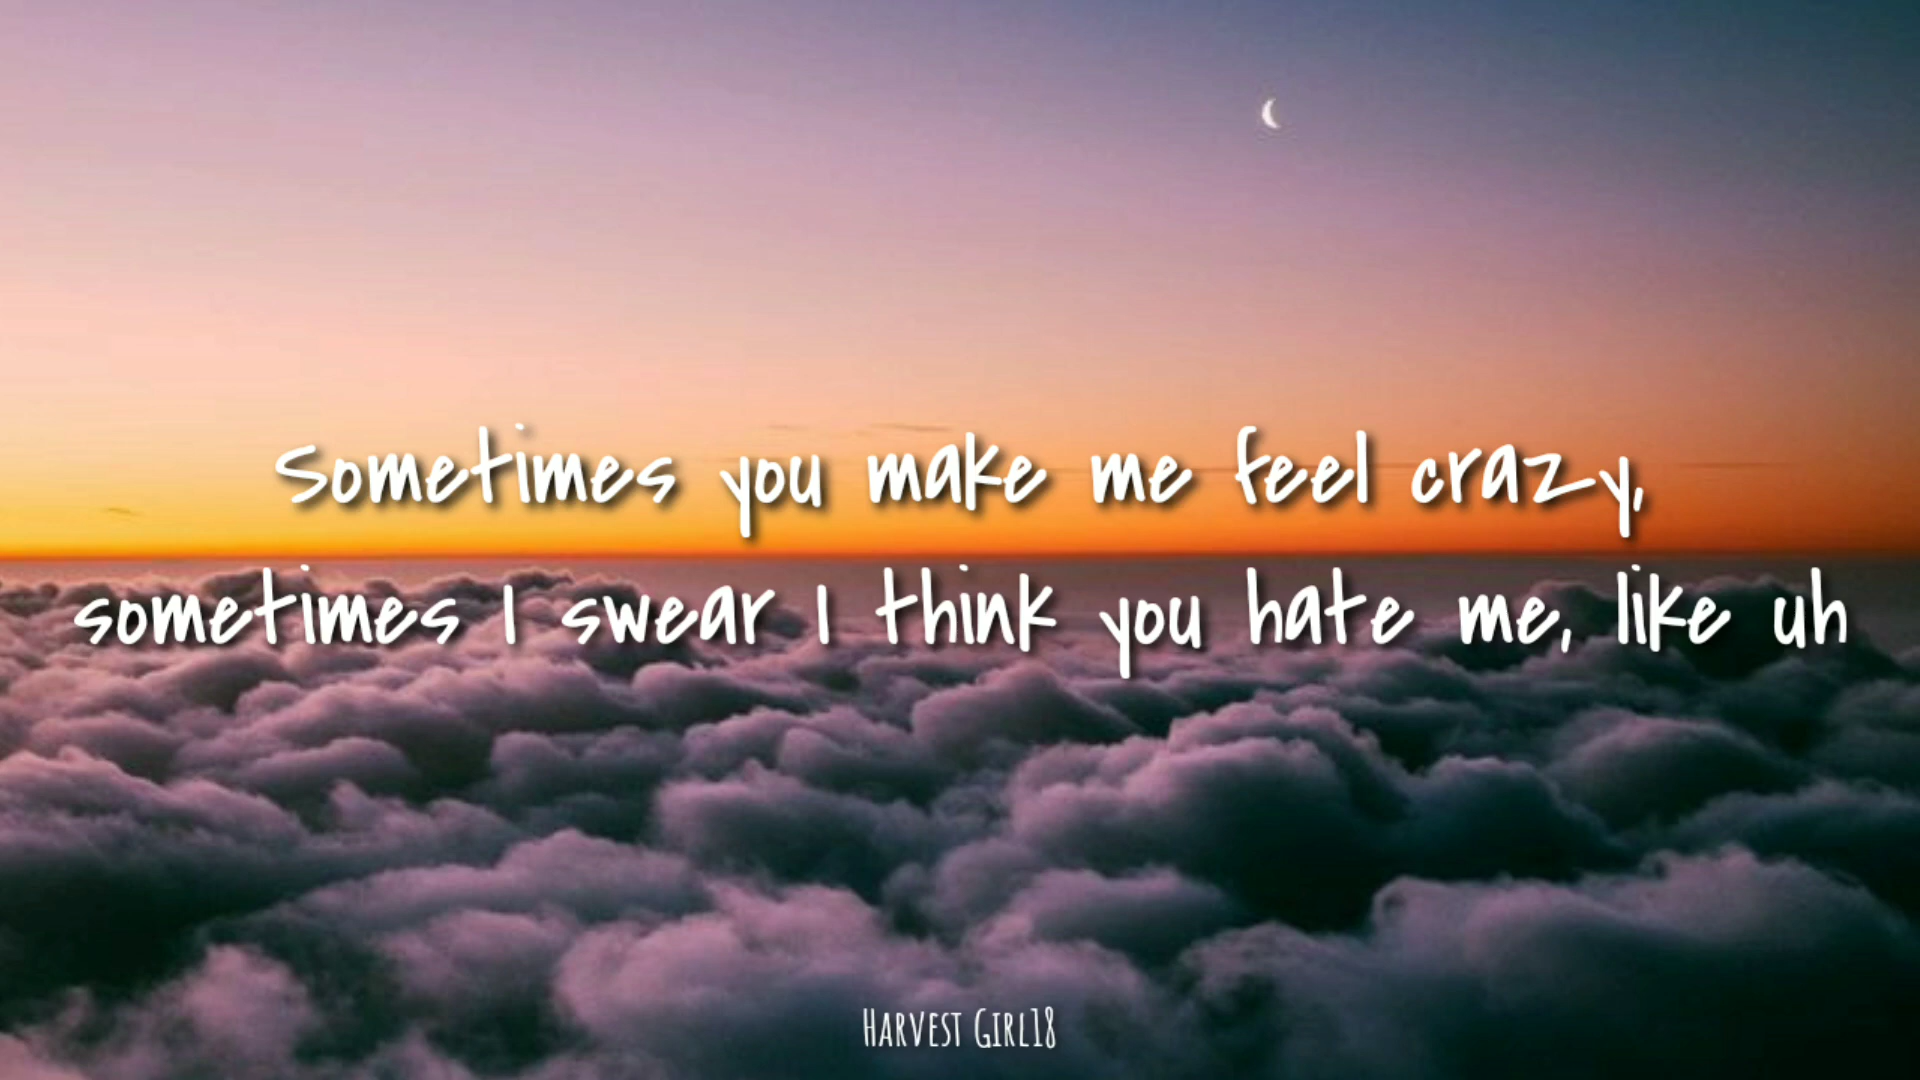 Sometimes you make me feel crazy,
sometimes I swear I think you hate me, like uh
HARVEST GIRL18